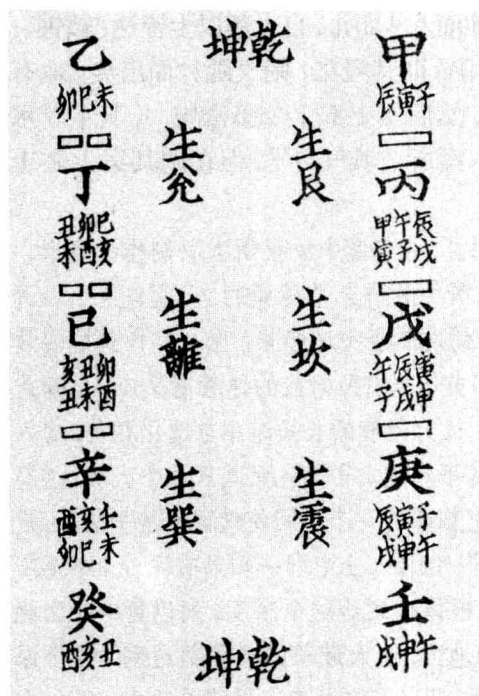 甲
子寅辰
丙
辰戌
午子
甲寅
戊
寅申
辰戌
午子
庚
子午
寅申
辰戌
壬
午申戌
乾坤
生艮
生坎
生震
生兌
生離
生巽
乾坤
乙
未巳卯
丁
巳亥
卯酉
丑未
己
卯酉
丑未
亥丑
辛
丑未
亥巳
酉卯
癸
丑亥酉